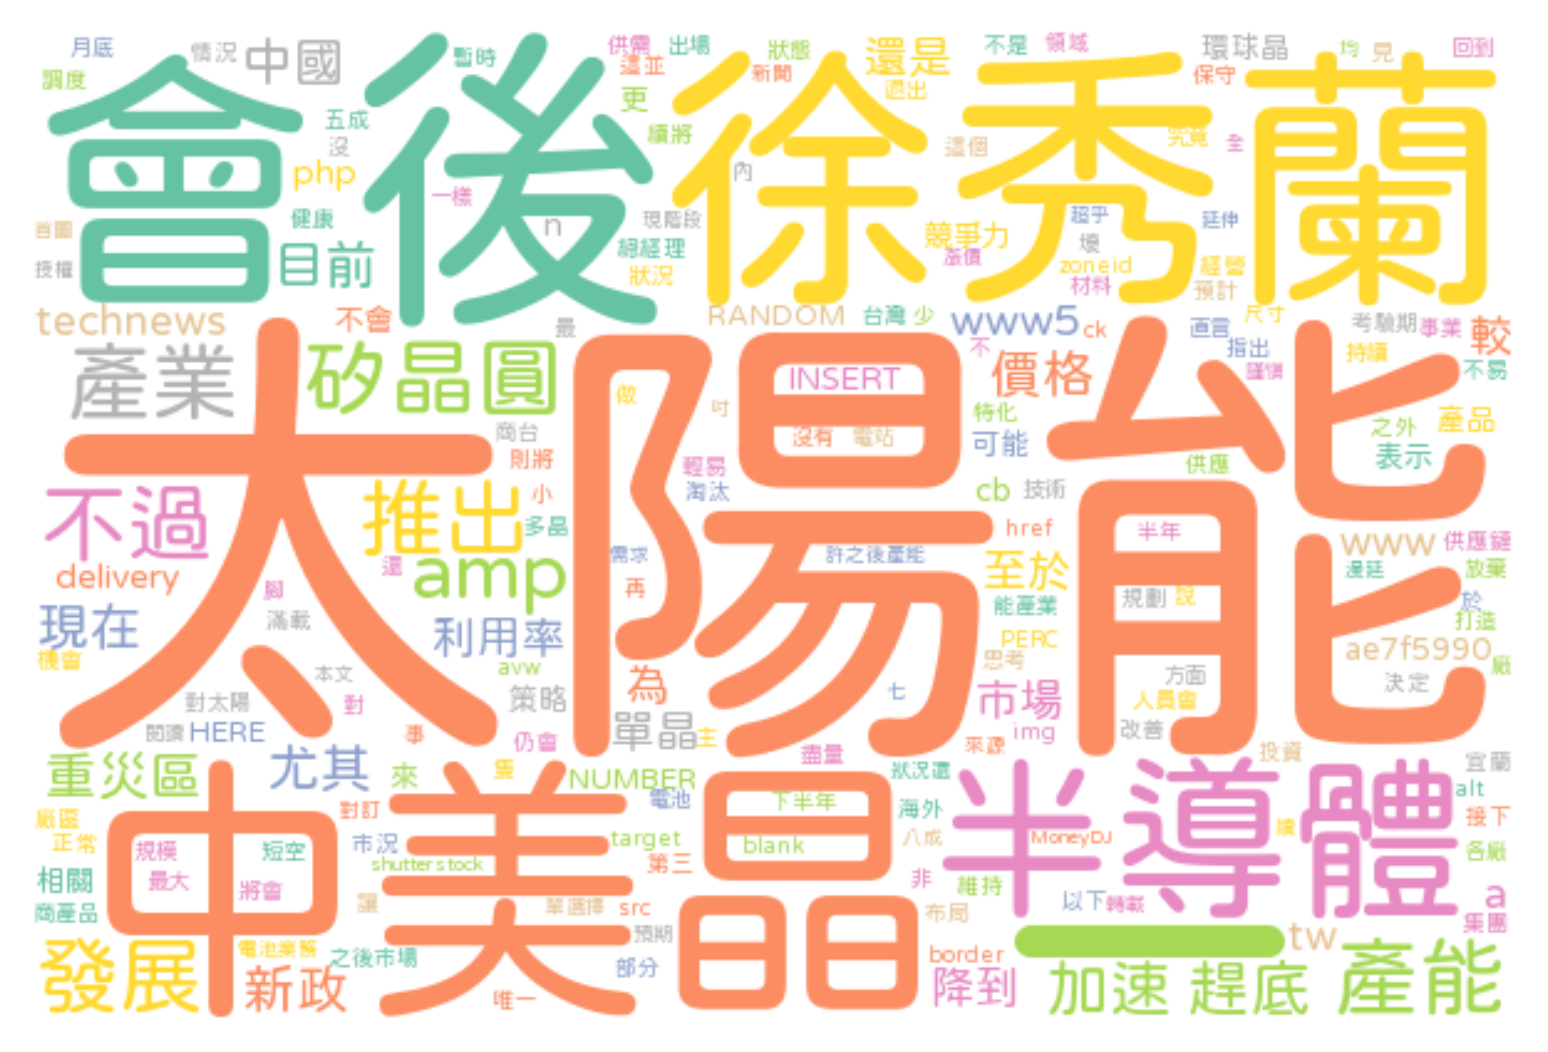 月底
情況
中國
暫時
供需
出場
狀態
還是
不是
領域
環球晶
均
見
回到
調度
會後
徐秀蘭
這並
新聞
退出
保守
五成
更
沒
續將
這個
究竟
全
php
一樣
內
健康
n
現階段
競爭力
超乎
延伸
首圖
目前
總經理
壞
漲價
授權
狀況
zoneid
經營
材料
預計
technews
不會
最
RANDOM
台灣
少
www5
ck
直言
尺寸
考驗期
事業
較
產業
矽晶圓
太陽能
不
指出
持續
價格
謹慎
不易
INSERT
做
吋
特化
產品
商台
沒有
電站
可能
之外
表示
則將
輕易
供應
不過
推出
小
淘汰
cb
技術
多晶
href
半年
www
供應鏈
需求
許之後產能
還
至於
邊延
放棄
delivery
amp
再
腳
能產業
規劃
說
於
打造
現在
滿載
利用率
PERC
ae7f5990
機會
avw
思考
廠
本文
為
方面
決定
對太陽
對
策略
七
市場
人員會
閱讀
HERE
事
仍會
單晶
主
img
改善
來源
重災區
尤其
來
隻
NUMBER
盡量
狀況還
投資
宜蘭
中美晶
半導體
電池
下半年
海外
alt
廠區
對訂
接下
正常
市況
target
blank
八成
MoneyDJ
讀
規模
短空
shutterstock
第三
各廠
相關
最大
將會
非
維持
商產品
讓
單選擇
src
布局
以下
轉載
a
集團
發展
電池業務
之後市場
預期
border
一
tw
新政
部分
降到
加速
趕底
產能
唯一